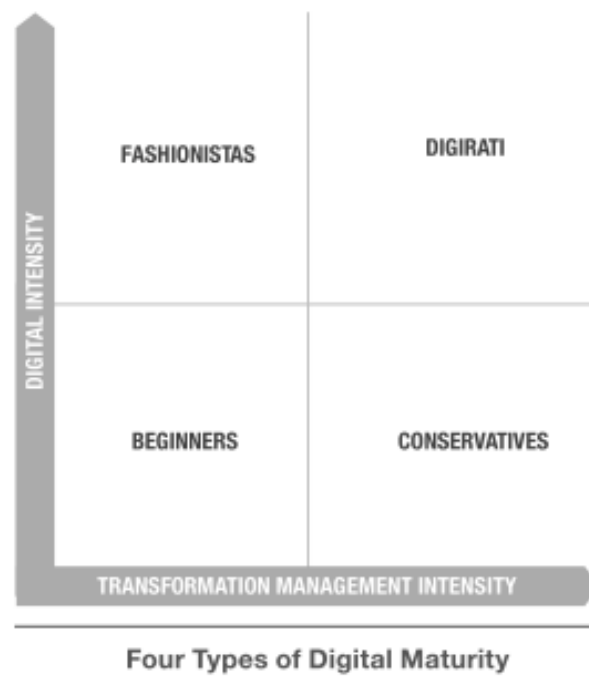 FASHIONISTAS
DIGIRATI
DIGITAL INTENSITY
BEGINNERS
CONSERVATIVES
TRANSFORMATION MANAGEMENT INTENSITY
Four Types of Digital Maturity